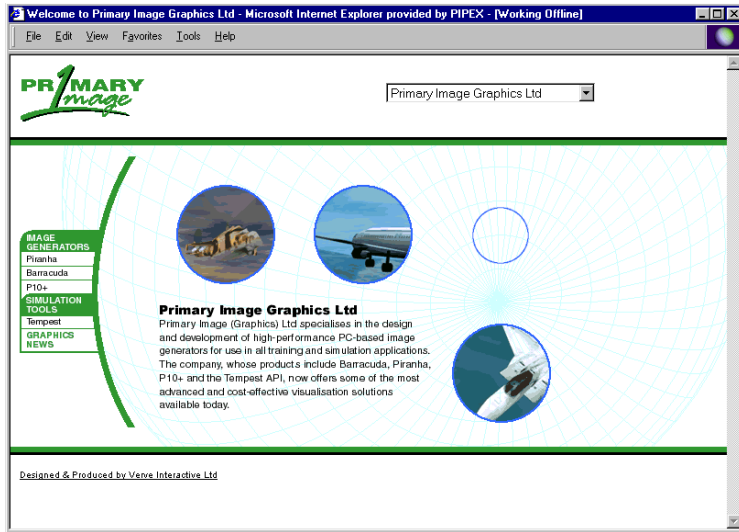 Welcome to Primary Image Graphics Ltd - Microsoft Internet Explorer provided by PIPEX - [Working Offline]
File Edit View Favorites Tools Help
PR1MARY
image
Primary Image Graphics Ltd
IMAGE
GENERATORS
Piranha
Barracuda
P10+
SIMULATION
TOOLS
Tempest
GRAPHICS
NEWS
Primary Image Graphics Ltd
Primary Image (Graphics) Ltd specialises in the design
and development of high-performance PC-based image
generators for use in all training and simulation applications.
The company, whose products include Barracuda, Piranha,
P10+ and the Tempest API, now offers some of the most
advanced and cost-effective visualisation solutions
available today.
Designed & Produced by Verve Interactive Ltd